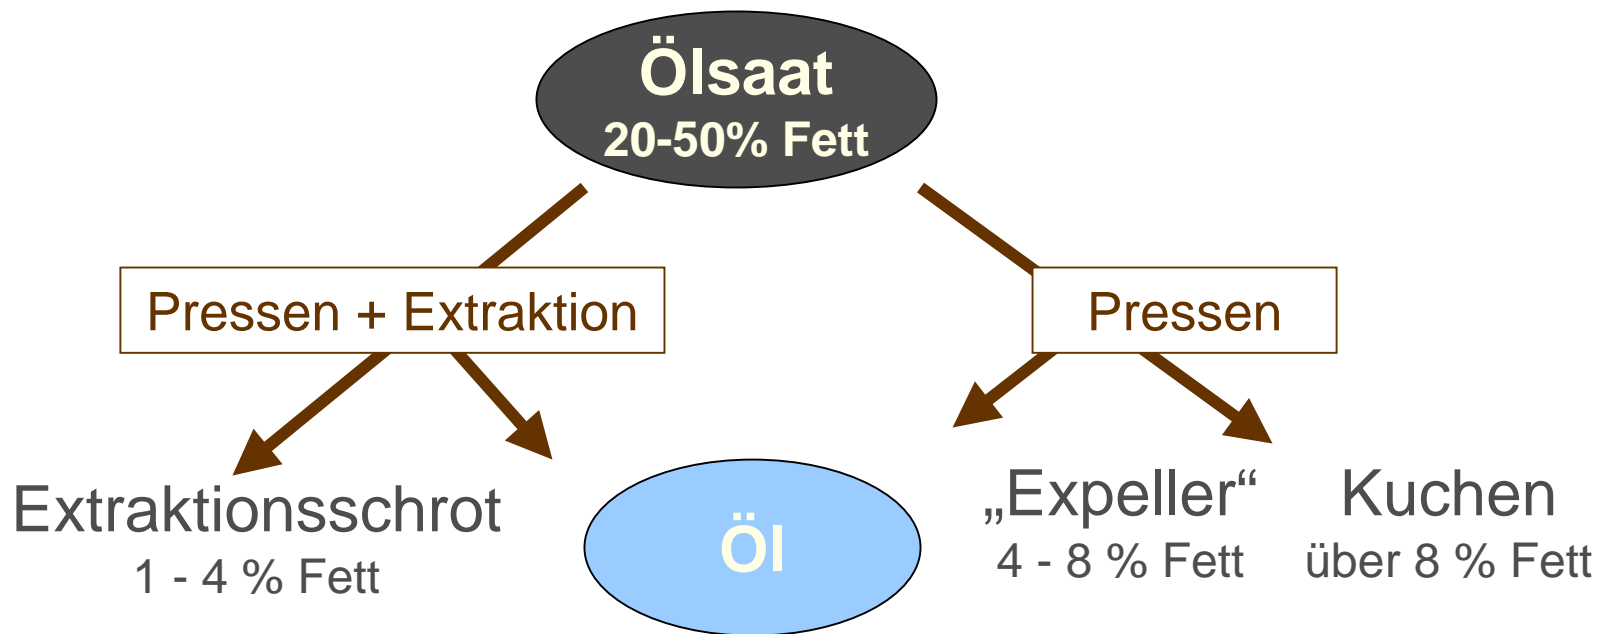 Ölsaat
20-50% Fett
Pressen + Extraktion
Pressen
Extraktionsschrot
1 - 4 % Fett
Öl
„Expeller“
4 - 8 % Fett
Kuchen
über 8 % Fett